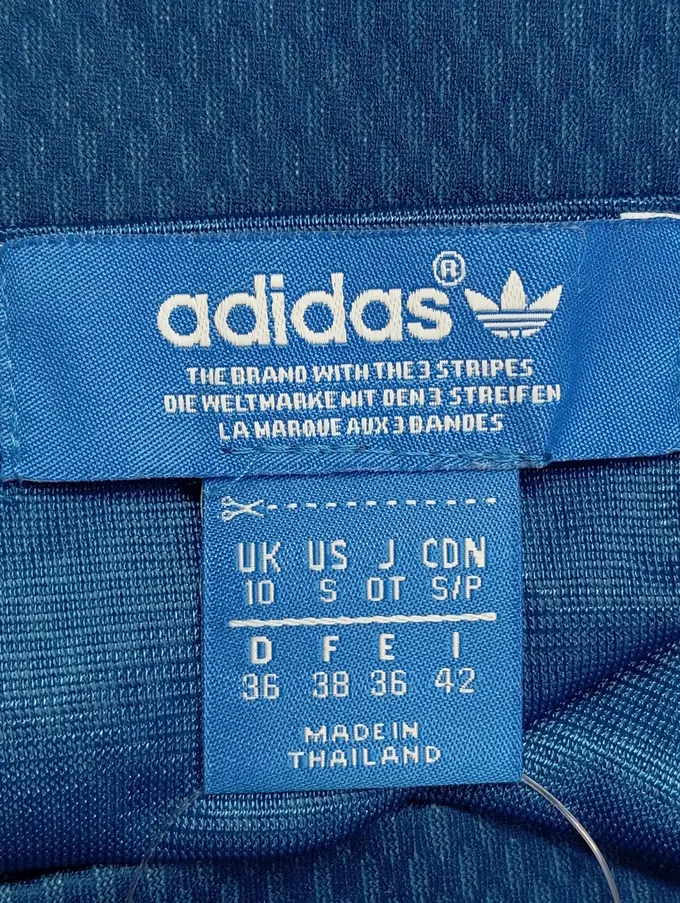 adidas®
THE BRAND WITH THE 3 STRIPES
DIE WELTMARKE MIT DEN 3 STREIFEN
LA MARQUE AUX 3 BANDES
UK US J CDN
10 S OT S/P
D F E I
36 38 36 42
MADE IN
THAILAND